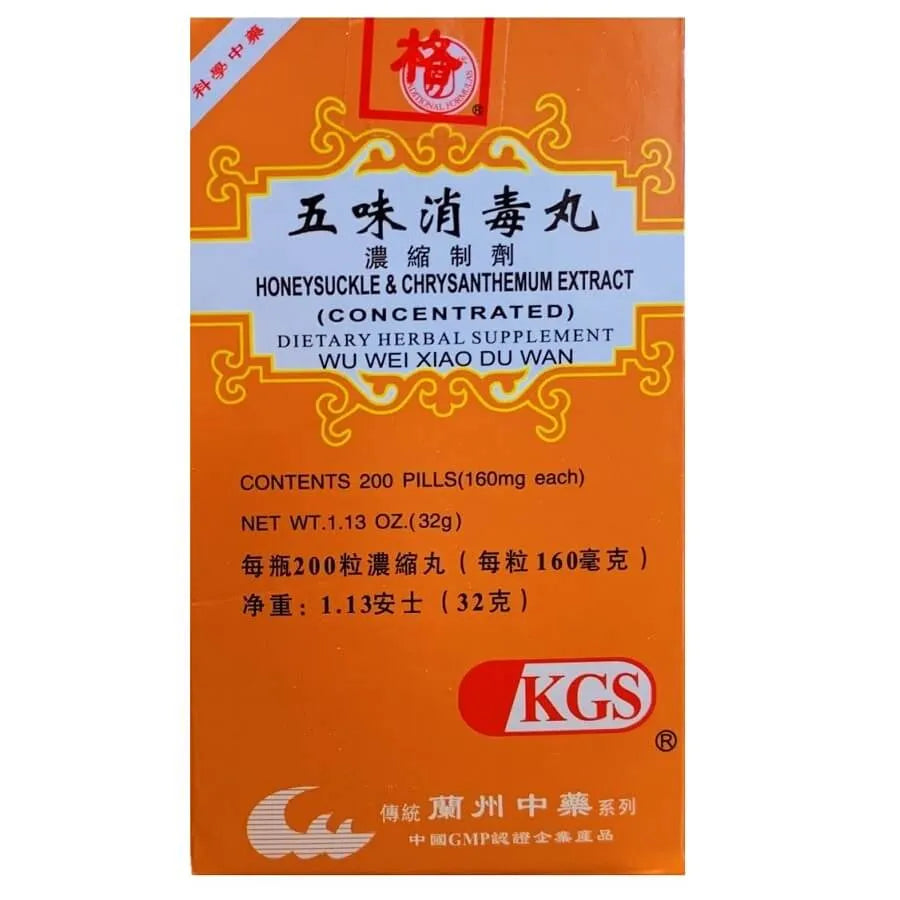 科學中藥
TRADITIONAL FORMULAS
®
五味消毒丸
濃縮制劑
HONEYSUCKLE & CHRYSANTHEMUM EXTRACT
(CONCENTRATED)
DIETARY HERBAL SUPPLEMENT
WU WEI XIAO DU WAN
CONTENTS 200 PILLS(160mg each)
NET WT.1.13 OZ.(32g)
每瓶200粒濃縮丸（每粒160毫克）
净重：1.13安士（32克）
KGS
®
傳統 蘭州中藥 系列
中國GMP認證企業產品